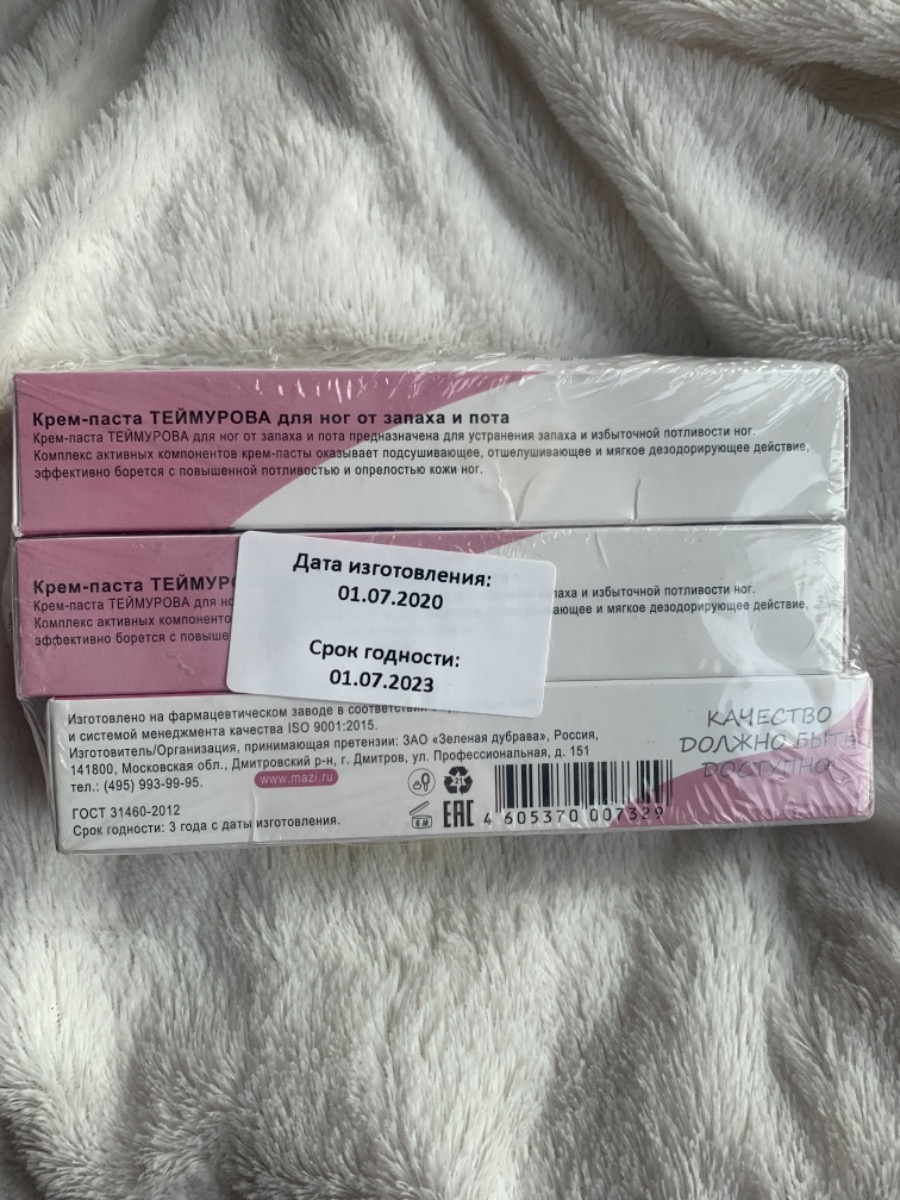 Крем-паста ТЕЙМУРОВА для ног от запаха и пота
Крем-паста ТЕЙМУРОВА для ног от запаха и пота предназначена для устранения запаха и избыточной потливости ног.
Комплекс активных компонентов крем-пасты оказывает подсушивающее, отшелушивающее и мягкое дезодорирующее действие,
эффективно борется с повышенной потливостью и опрелостью кожи ног.
Крем-паста
Крем-паста ТЕЙМУРОВА для
и избыточной потливости ног.
Комплекс активных
и мягкое дезодорирующее действие,
эффективно борется с
Дата изготовления:
01.07.2020
Срок годности:
01.07.2023
Изготовлено на фармацевтическом заводе в
и системой менеджмента качества ISO 9001:2015.
Изготовитель/Организация, принимающая претензии: ЗАО «Зеленая дубрава», Россия,
141800, Московская обл., Дмитровский р-н, г. Дмитров, ул. Профессиональная, д. 151
тел.: (495) 993-99-95.
www.mazi.ru
ГОСТ 31460-2012
Срок годности: 3 года с даты изготовления.
21
6 M
EAC
4 605370 007329
КАЧЕСТВО
ДОЛЖНО БЫТЬ
ДОСТУПНО!